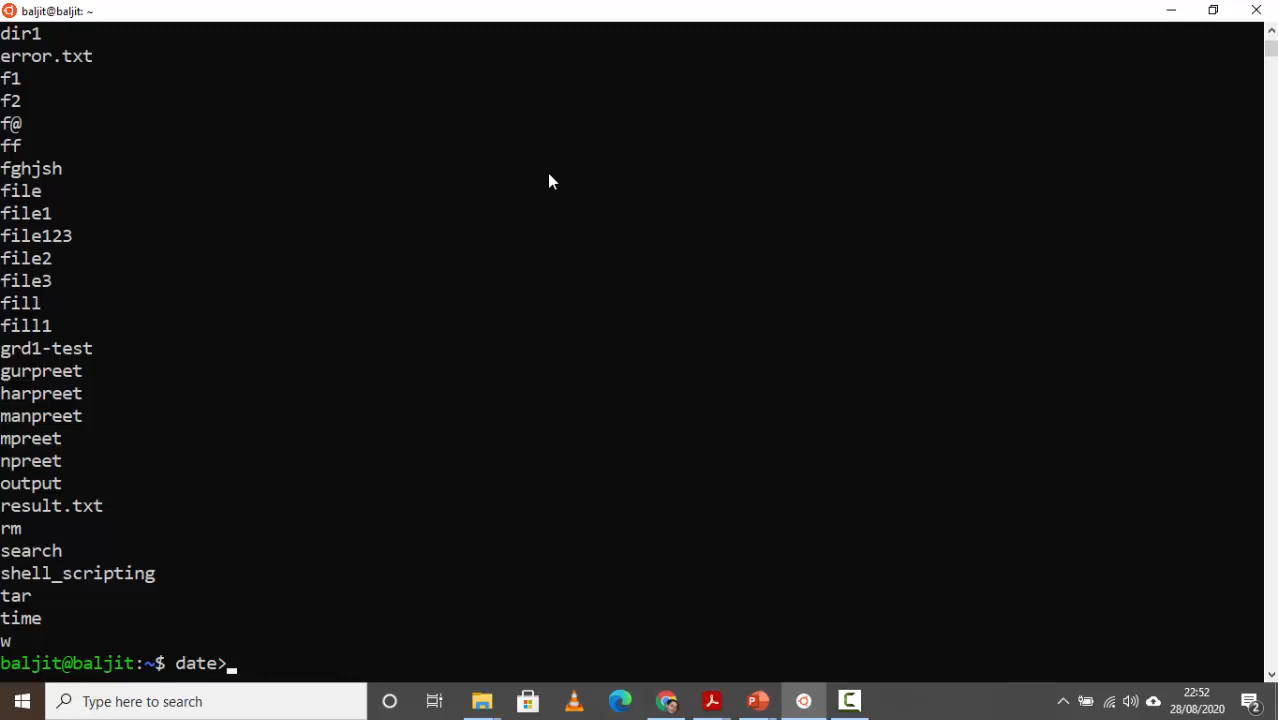 baljit@baljit: ~
dir1
error.txt
f1
f2
f@
ff
fghjsh
file
file1
file123
file2
file3
fill
fill1
grd1-test
gurpreet
harpreet
manpreet
mpreet
npreet
output
result.txt
rm
search
shell_scripting
tar
time
w
baljit@baljit:~$ date>_
Type here to search
22:52
28/08/2020
2